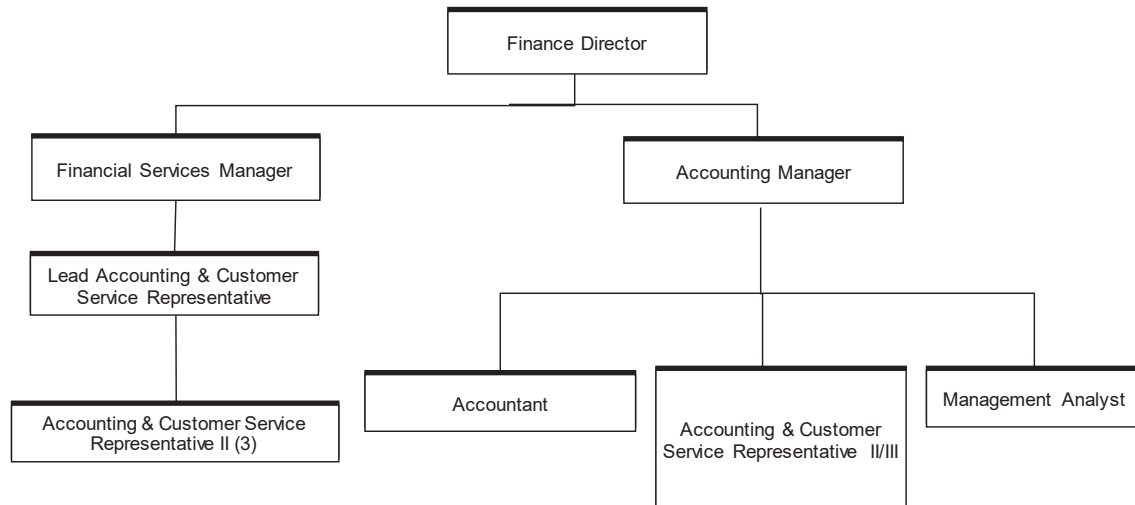 Finance Director
Financial Services Manager
Accounting Manager
Lead Accounting & Customer
Service Representative
Accountant
Accounting & Customer
Service Representative II/III
Management Analyst
Accounting & Customer Service
Representative II (3)